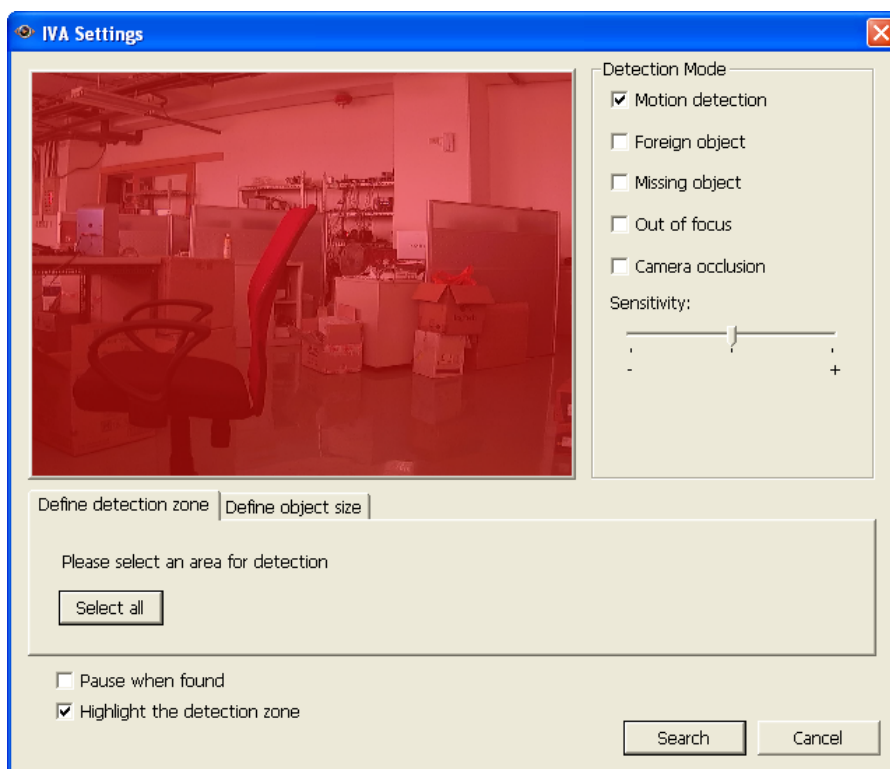 IVA Settings
Detection Mode
Motion detection
Foreign object
Missing object
Out of focus
Camera occlusion
Sensitivity:
- +
Define detection zone
Define object size
Please select an area for detection
Select all
Pause when found
Highlight the detection zone
Search
Cancel